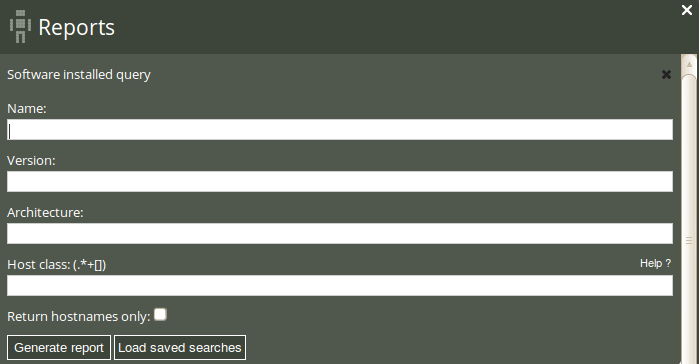 Reports
Software installed query
Name:
Version:
Architecture:
Host class: (.*+[])
Help ?
Return hostnames only:
Generate report
Load saved searches